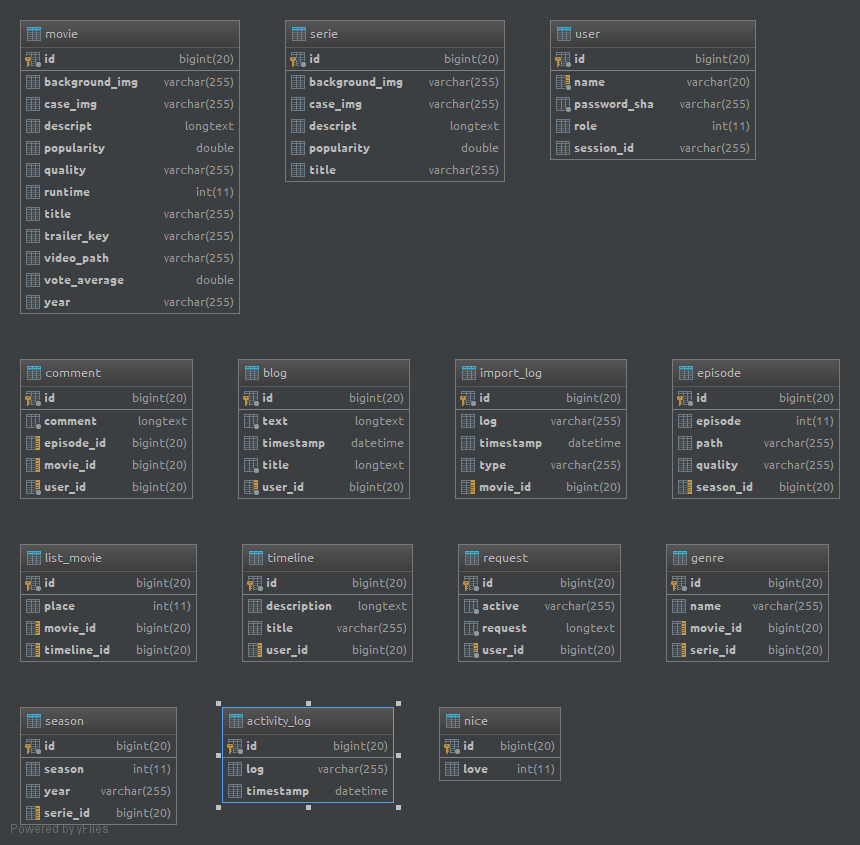 movie
id bigint(20)
background_img varchar(255)
case_img varchar(255)
descript longtext
popularity double
quality varchar(255)
runtime int(11)
title varchar(255)
trailer_key varchar(255)
video_path varchar(255)
vote_average double
year varchar(255)
serie
id bigint(20)
background_img varchar(255)
case_img varchar(255)
descript longtext
popularity double
title varchar(255)
user
id bigint(20)
name varchar(20)
password_sha varchar(255)
role int(11)
session_id varchar(255)
comment
id bigint(20)
comment longtext
episode_id bigint(20)
movie_id bigint(20)
user_id bigint(20)
blog
id bigint(20)
text longtext
timestamp datetime
title longtext
user_id bigint(20)
import_log
id bigint(20)
log varchar(255)
timestamp datetime
type varchar(255)
movie_id bigint(20)
episode
id bigint(20)
episode int(11)
path varchar(255)
quality varchar(255)
season_id bigint(20)
list_movie
id bigint(20)
place int(11)
movie_id bigint(20)
timeline_id bigint(20)
timeline
id bigint(20)
description longtext
title varchar(255)
user_id bigint(20)
request
id bigint(20)
active varchar(255)
request longtext
user_id bigint(20)
genre
id bigint(20)
name varchar(255)
movie_id bigint(20)
serie_id bigint(20)
season
id bigint(20)
season int(11)
year varchar(255)
serie_id bigint(20)
activity_log
id bigint(20)
log varchar(255)
timestamp datetime
nice
id bigint(20)
love int(11)
Powered by yFiles